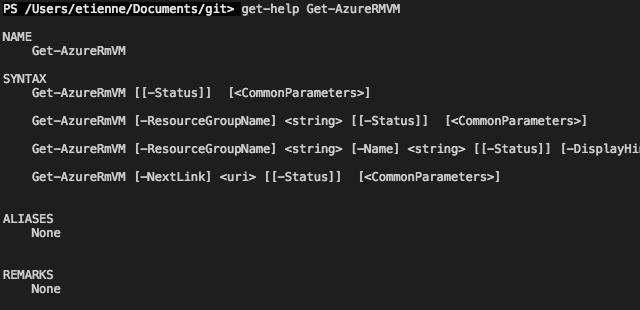 PS /Users/etienne/Documents/git> get-help Get-AzureRMVM
NAME
Get-AzureRmVM
SYNTAX
Get-AzureRmVM [[-Status]] [<CommonParameters>]
Get-AzureRmVM [-ResourceGroupName] <string> [[-Status]] [<CommonParameters>]
Get-AzureRmVM [-ResourceGroupName] <string> [-Name] <string> [[-Status]] [-DisplayHi
Get-AzureRmVM [-NextLink] <uri> [[-Status]] [<CommonParameters>]
ALIASES
None
REMARKS
None